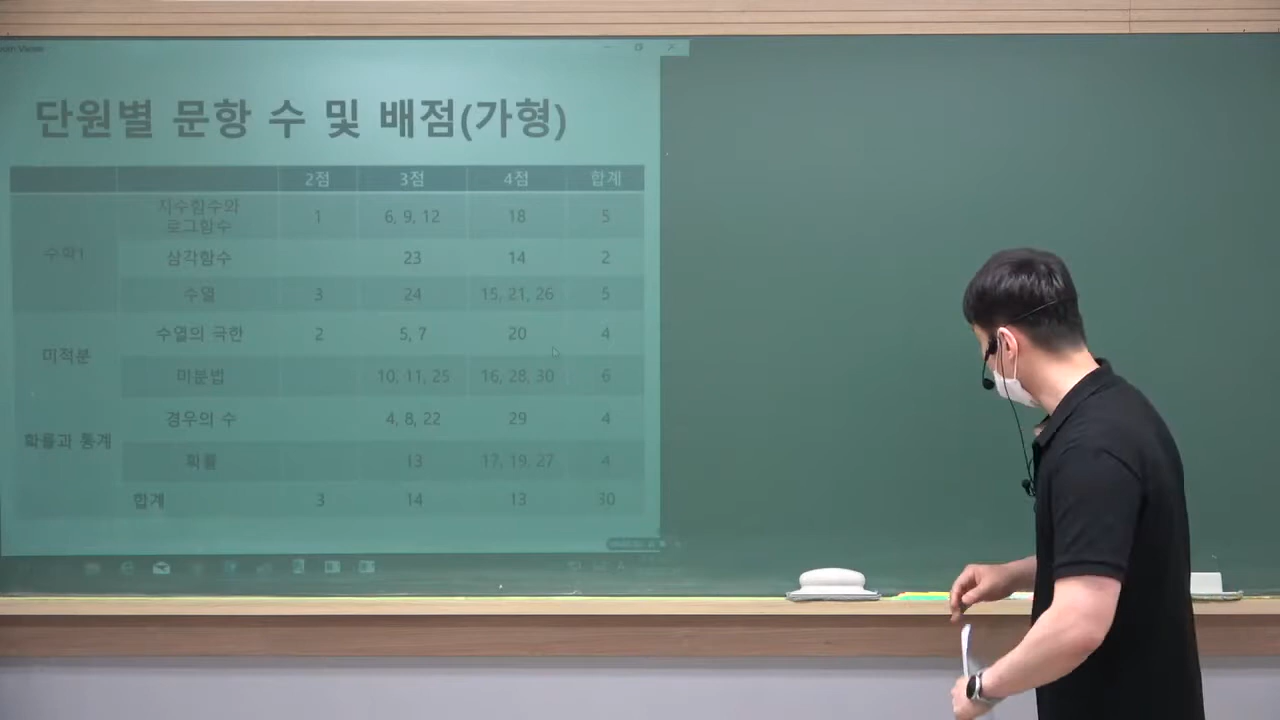 단원별 문항 수 및 배점(가형)
2점 3점 4점 합계
수학1 지수함수와 로그함수 1 6, 9, 12 18 5
삼각함수 23 14 2
수열 3 24 15, 21, 26 5
미적분 수열의 극한 2 5, 7 20 4
미분법 10, 11, 25 16, 28, 30 6
확률과 통계 경우의 수 4, 8, 22 29 4
확률 13 17, 19, 27 4
합계 3 14 13 30